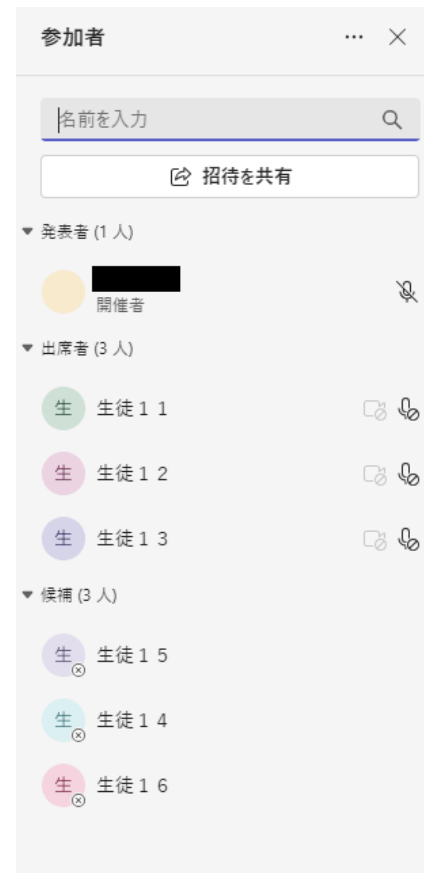 参加者
名前を入力
招待を共有
発表者 (1 人)
開催者
出席者 (3 人)
生 生徒１１
生 生徒１２
生 生徒１３
候補 (3 人)
生 生徒１５
生 生徒１４
生 生徒１６